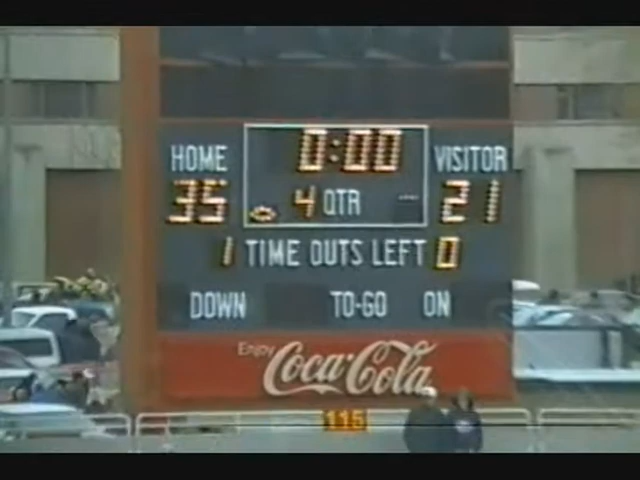 0:00
HOME VISITOR
35 4 QTR 21
1 TIME OUTS LEFT 0
DOWN TO-GO ON
Enjoy
Coca-Cola
115